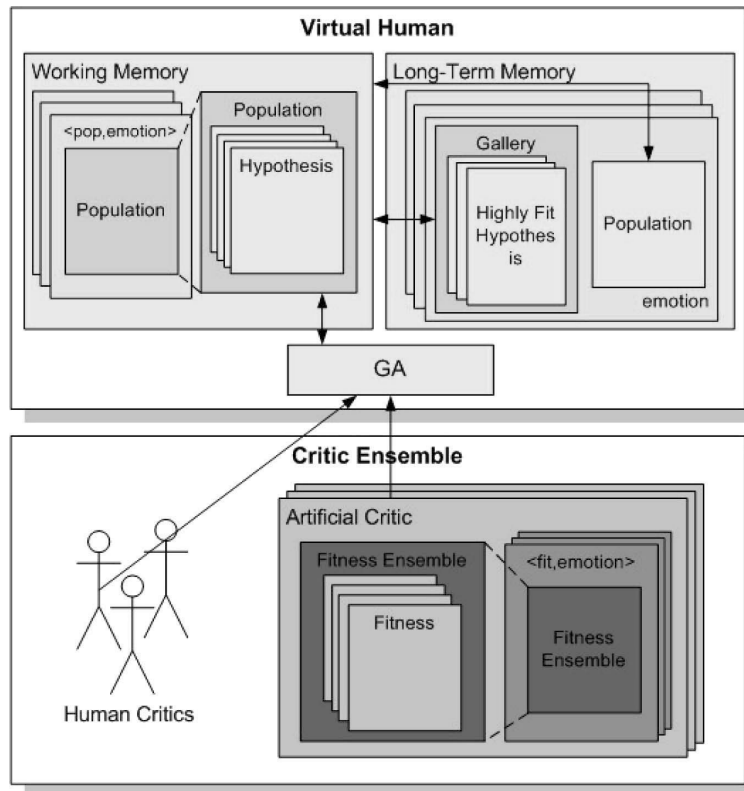 Virtual Human
Working Memory
<pop,emotion>
Population
Population
Hypothesis
Long-Term Memory
Gallery
Highly Fit
Hypothes
is
Population
emotion
GA
Critic Ensemble
Human Critics
Artificial Critic
Fitness Ensemble
Fitness
<fit,emotion>
Fitness
Ensemble